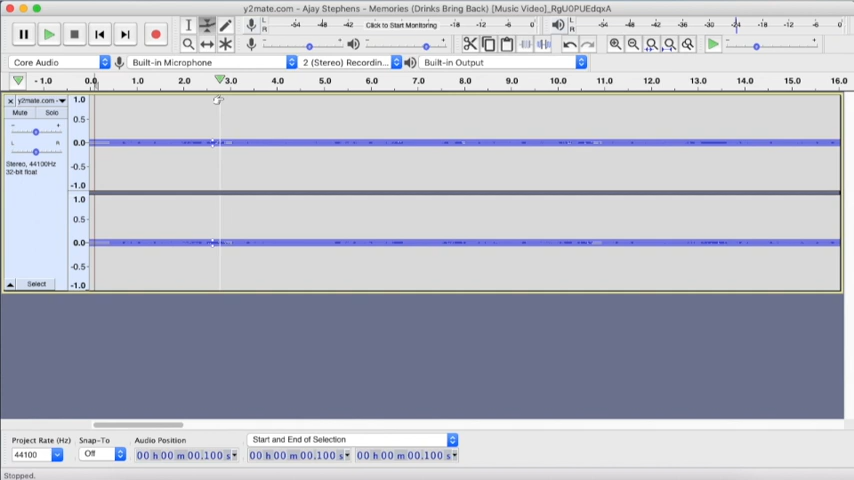 y2mate.com - Ajay Stephens - Memories (Drinks Bring Back) [Music Video]_RgU0PUEdqxA
L R -54 -48 -42 Click to Start Monitoring -18 -12 -6 0 L R -54 -48 -42 -36 -30 -24 -18 -12 -6 0
- + - + - +
Core Audio Built-in Microphone 2 (Stereo) Recordin... Built-in Output
- 1.0 0.0 1.0 2.0 3.0 4.0 5.0 6.0 7.0 8.0 9.0 10.0 11.0 12.0 13.0 14.0 15.0 16.0
× y2mate.com -
Mute Solo
- +
L R
Stereo, 44100Hz
32-bit float
Select
1.0
0.5
0.0
-0.5
-1.0
1.0
0.5
0.0
-0.5
-1.0
Project Rate (Hz) Snap-To Audio Position Start and End of Selection
44100 Off 00 h 00 m 00.100 s 00 h 00 m 00.100 s 00 h 00 m 00.100 s
Stopped.